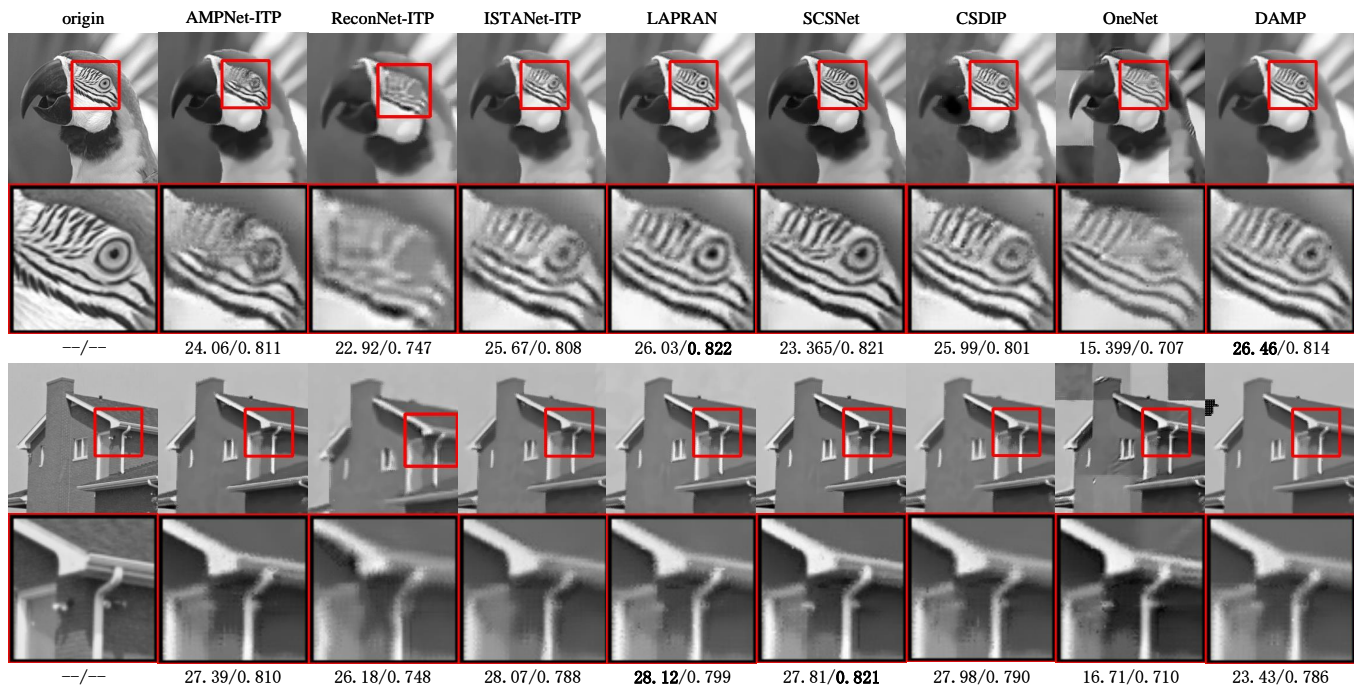 origin AMPNet-ITP ReconNet-ITP ISTANet-ITP LAPRAN SCSNet CSDIP OneNet DAMP
--/-- 24.06/0.811 22.92/0.747 25.67/0.808 26.03/0.822 23.365/0.821 25.99/0.801 15.399/0.707 26.46/0.814
--/-- 27.39/0.810 26.18/0.748 28.07/0.788 28.12/0.799 27.81/0.821 27.98/0.790 16.71/0.710 23.43/0.786